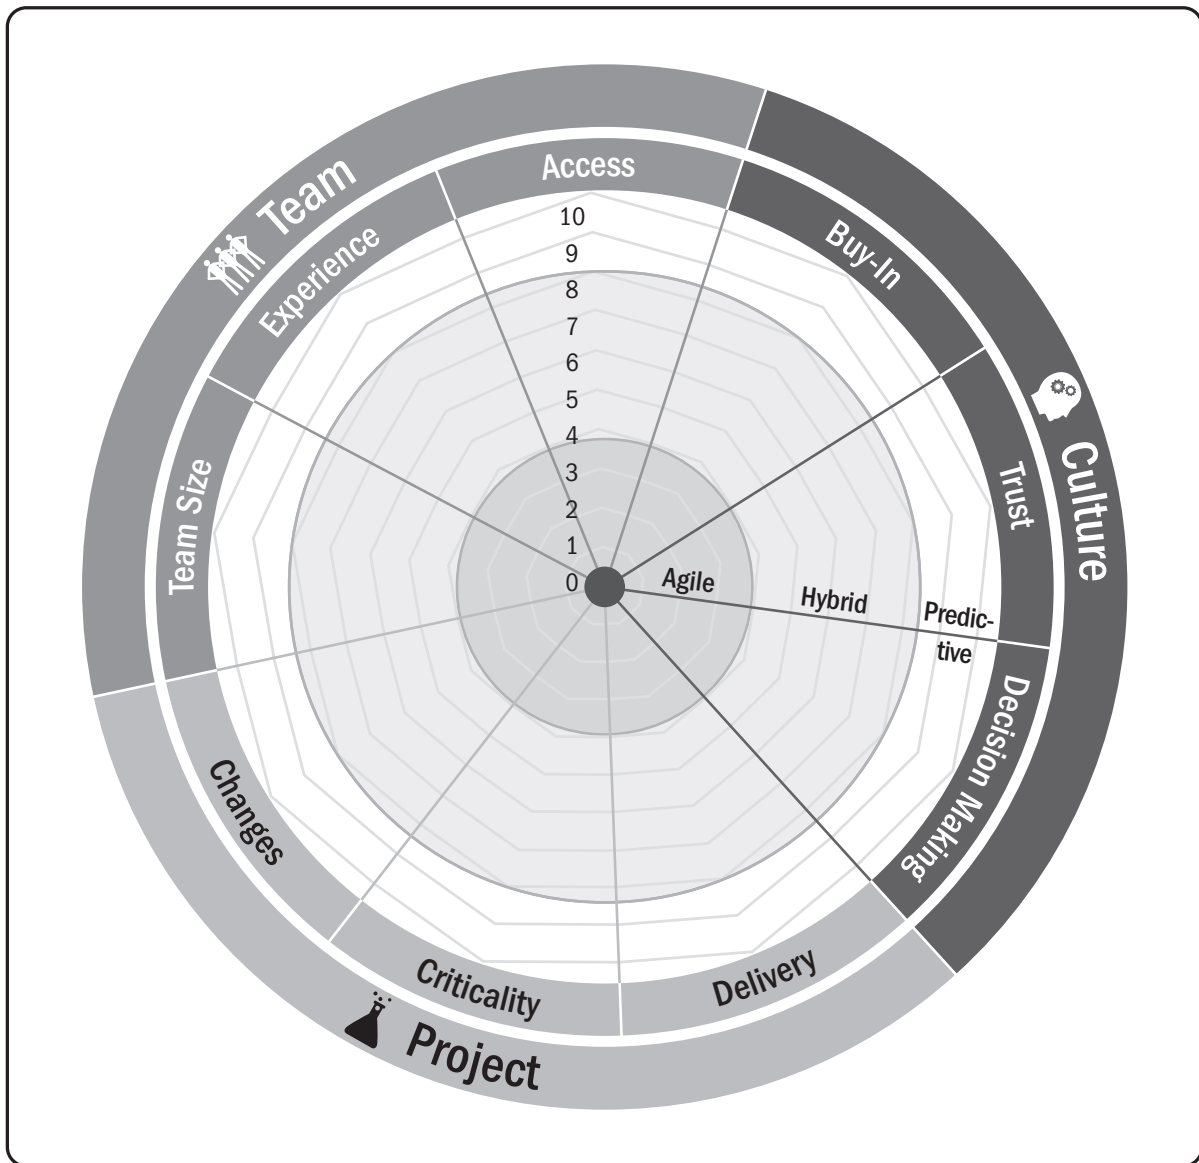 Team
Culture
Project
Access
Buy-In
Trust
Decision Making
Delivery
Criticality
Changes
Team Size
Experience
10
9
8
7
6
5
4
3
2
1
0
Agile
Hybrid
Predic-
tive